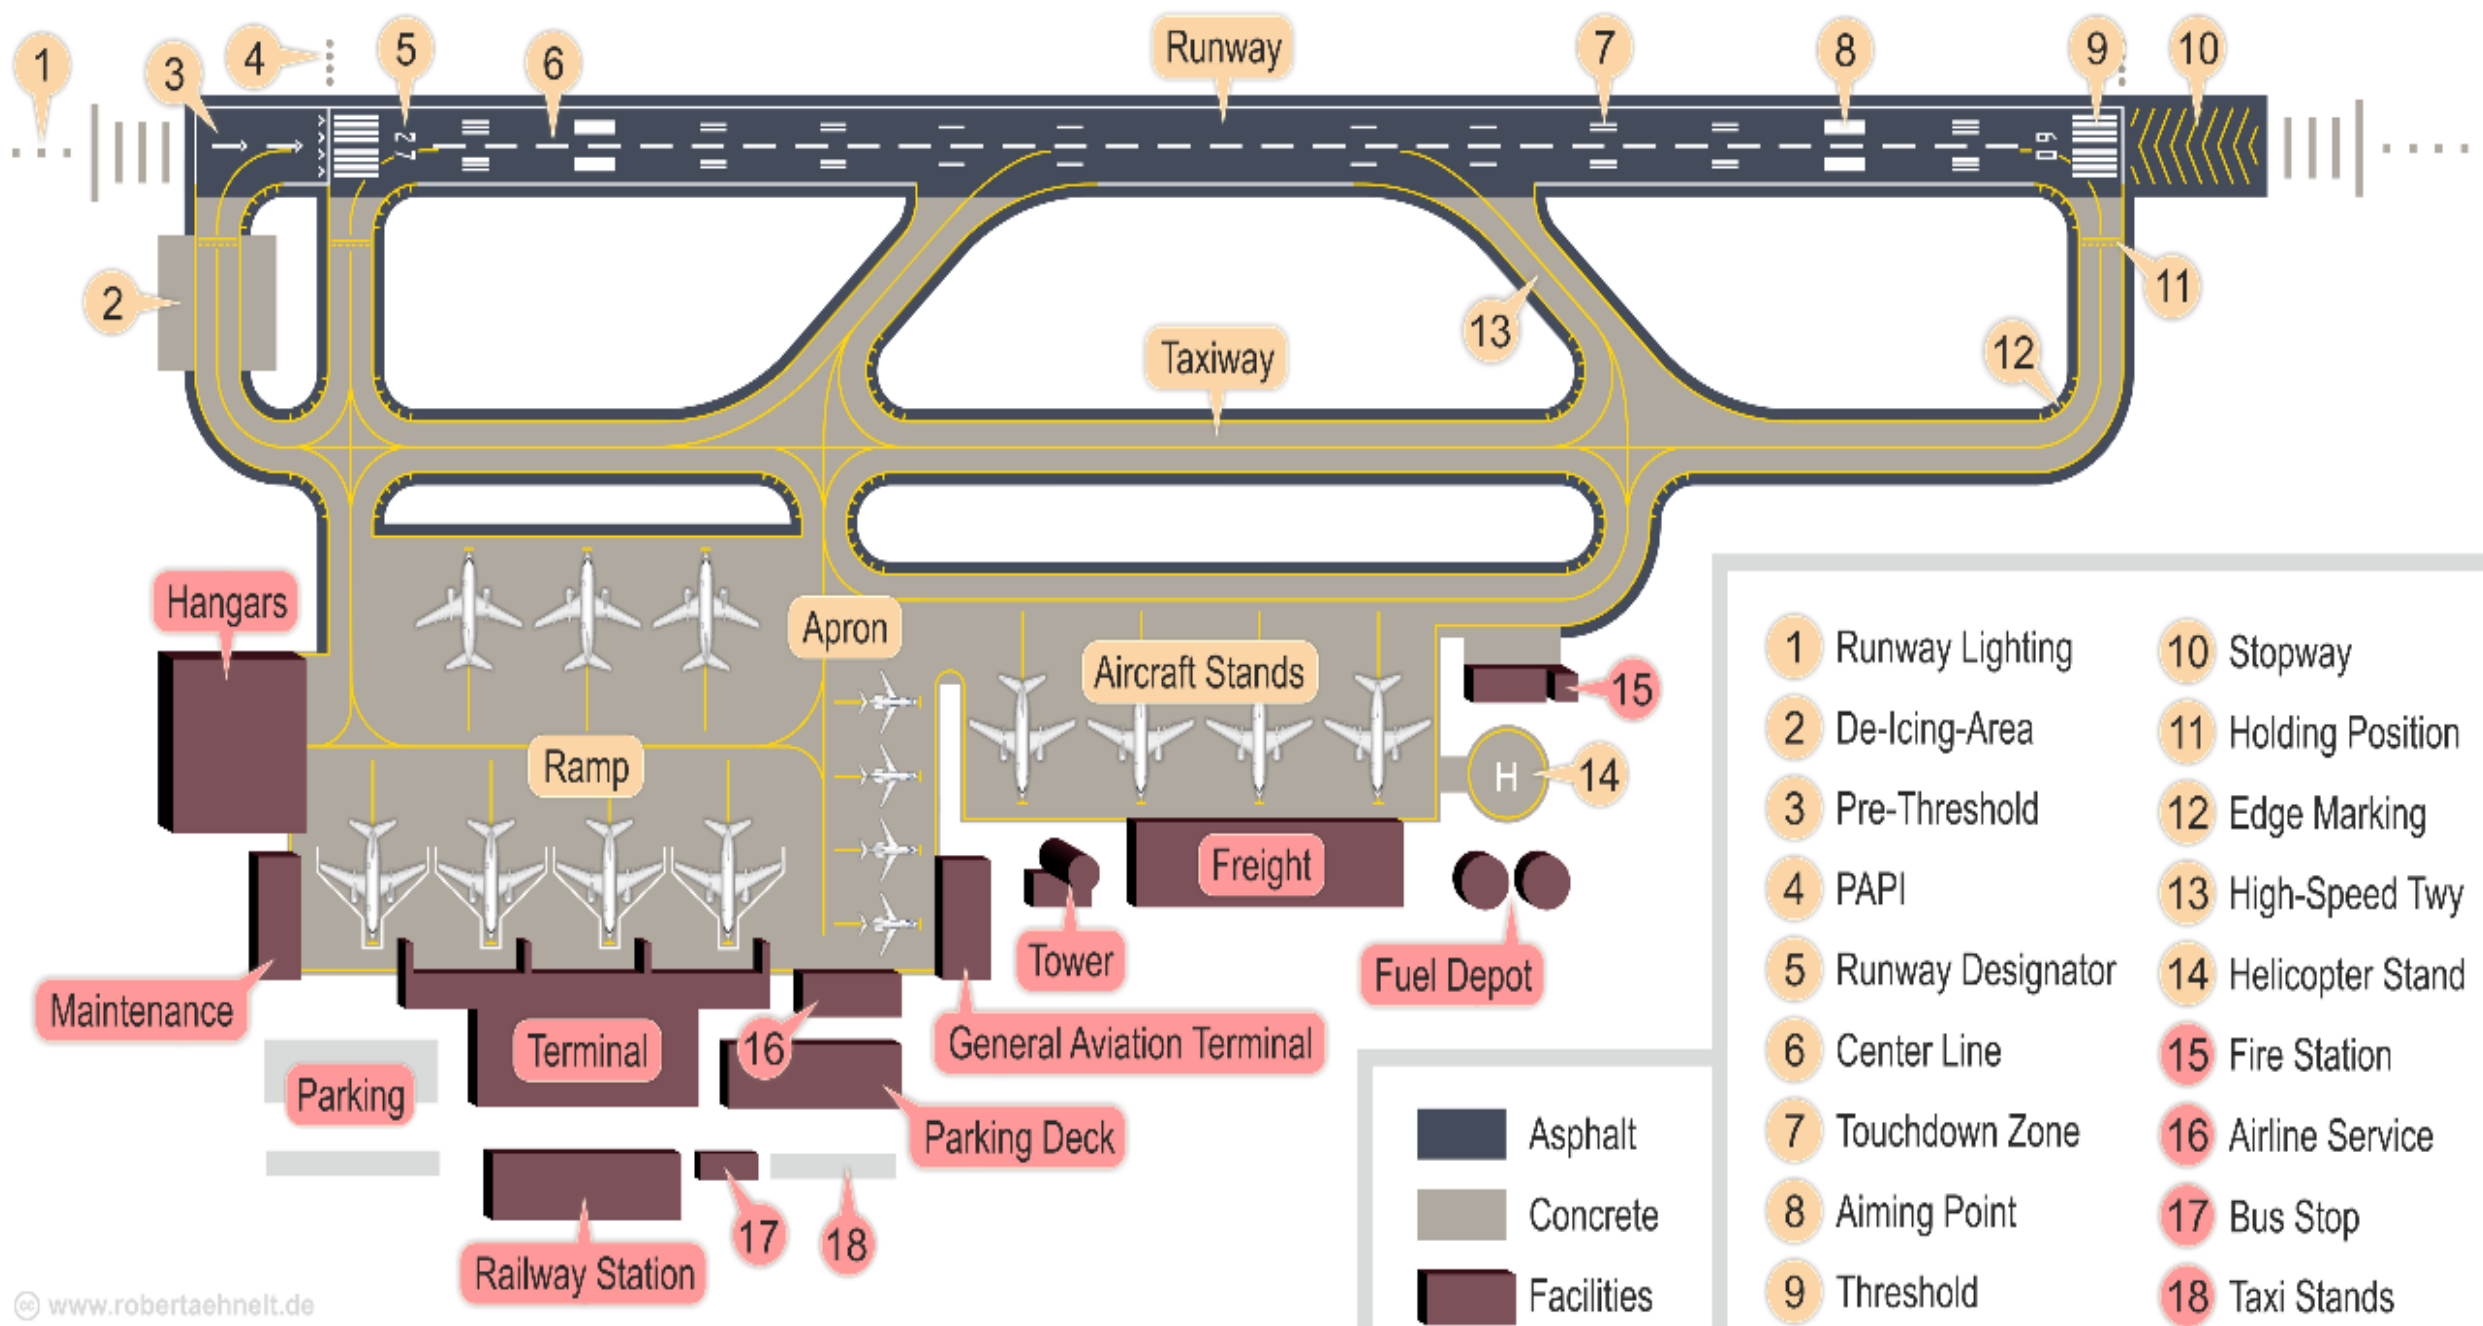 1
3
4
5
6
Runway
7
8
9
10
27
09
2
13
11
12
Taxiway
Hangars
Apron
Aircraft Stands
Ramp
15
14
H
Freight
Tower
Fuel Depot
Maintenance
Terminal
16
General Aviation Terminal
Parking
Parking Deck
Railway Station
17
18
Asphalt
Concrete
Facilities
1 Runway Lighting
2 De-Icing-Area
3 Pre-Threshold
4 PAPI
5 Runway Designator
6 Center Line
7 Touchdown Zone
8 Aiming Point
9 Threshold
10 Stopway
11 Holding Position
12 Edge Marking
13 High-Speed Twy
14 Helicopter Stand
15 Fire Station
16 Airline Service
17 Bus Stop
18 Taxi Stands
cc www.robertaehnelt.de